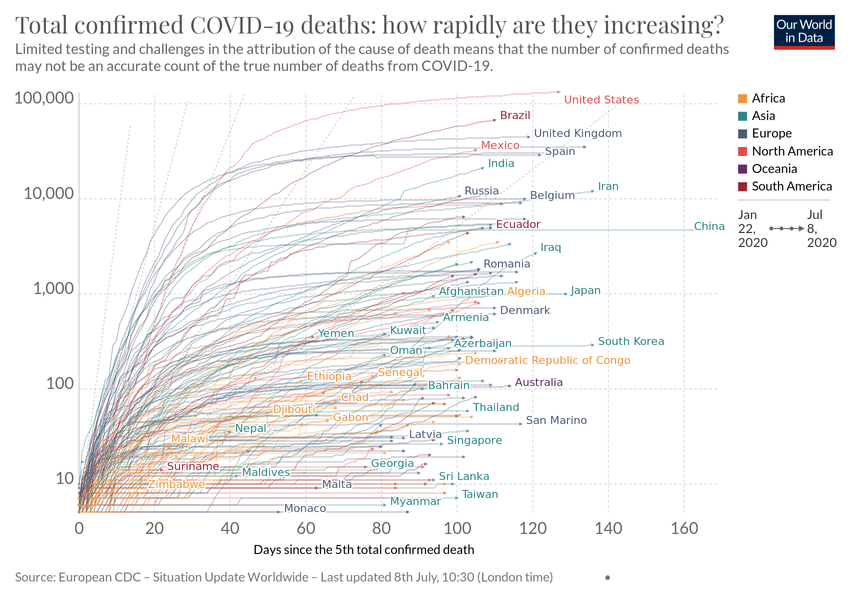 Total confirmed COVID-19 deaths: how rapidly are they increasing?
Our World
in Data
Limited testing and challenges in the attribution of the cause of death means that the number of confirmed deaths
may not be an accurate count of the true number of deaths from COVID-19.
100,000
10,000
1,000
100
10
United States
Brazil
United Kingdom
Mexico
Spain
India
Russia
Belgium
Iran
Ecuador
China
Iraq
Romania
Afghanistan
Algeria
Japan
Denmark
Armenia
Yemen
Kuwait
Azerbaijan
South Korea
Oman
Democratic Republic of Congo
Ethiopia
Senegal
Bahrain
Australia
Chad
Djibouti
Thailand
Gabon
San Marino
Nepal
Malawi
Latvia
Singapore
Suriname
Georgia
Maldives
Sri Lanka
Zimbabwe
Malta
Taiwan
Myanmar
Monaco
0
20
40
60
80
100
120
140
160
Days since the 5th total confirmed death
Africa
Asia
Europe
North America
Oceania
South America
Jan
22,
2020
Jul
8,
2020
Source: European CDC – Situation Update Worldwide – Last updated 8th July, 10:30 (London time)